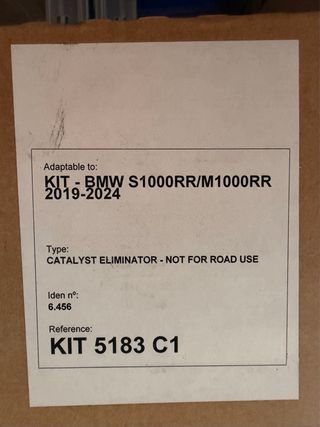 Adaptable to:
KIT - BMW S1000RR/M1000RR
2019-2024
Type:
CATALYST ELIMINATOR - NOT FOR ROAD USE
Iden nº:
6.456
Reference:
KIT 5183 C1